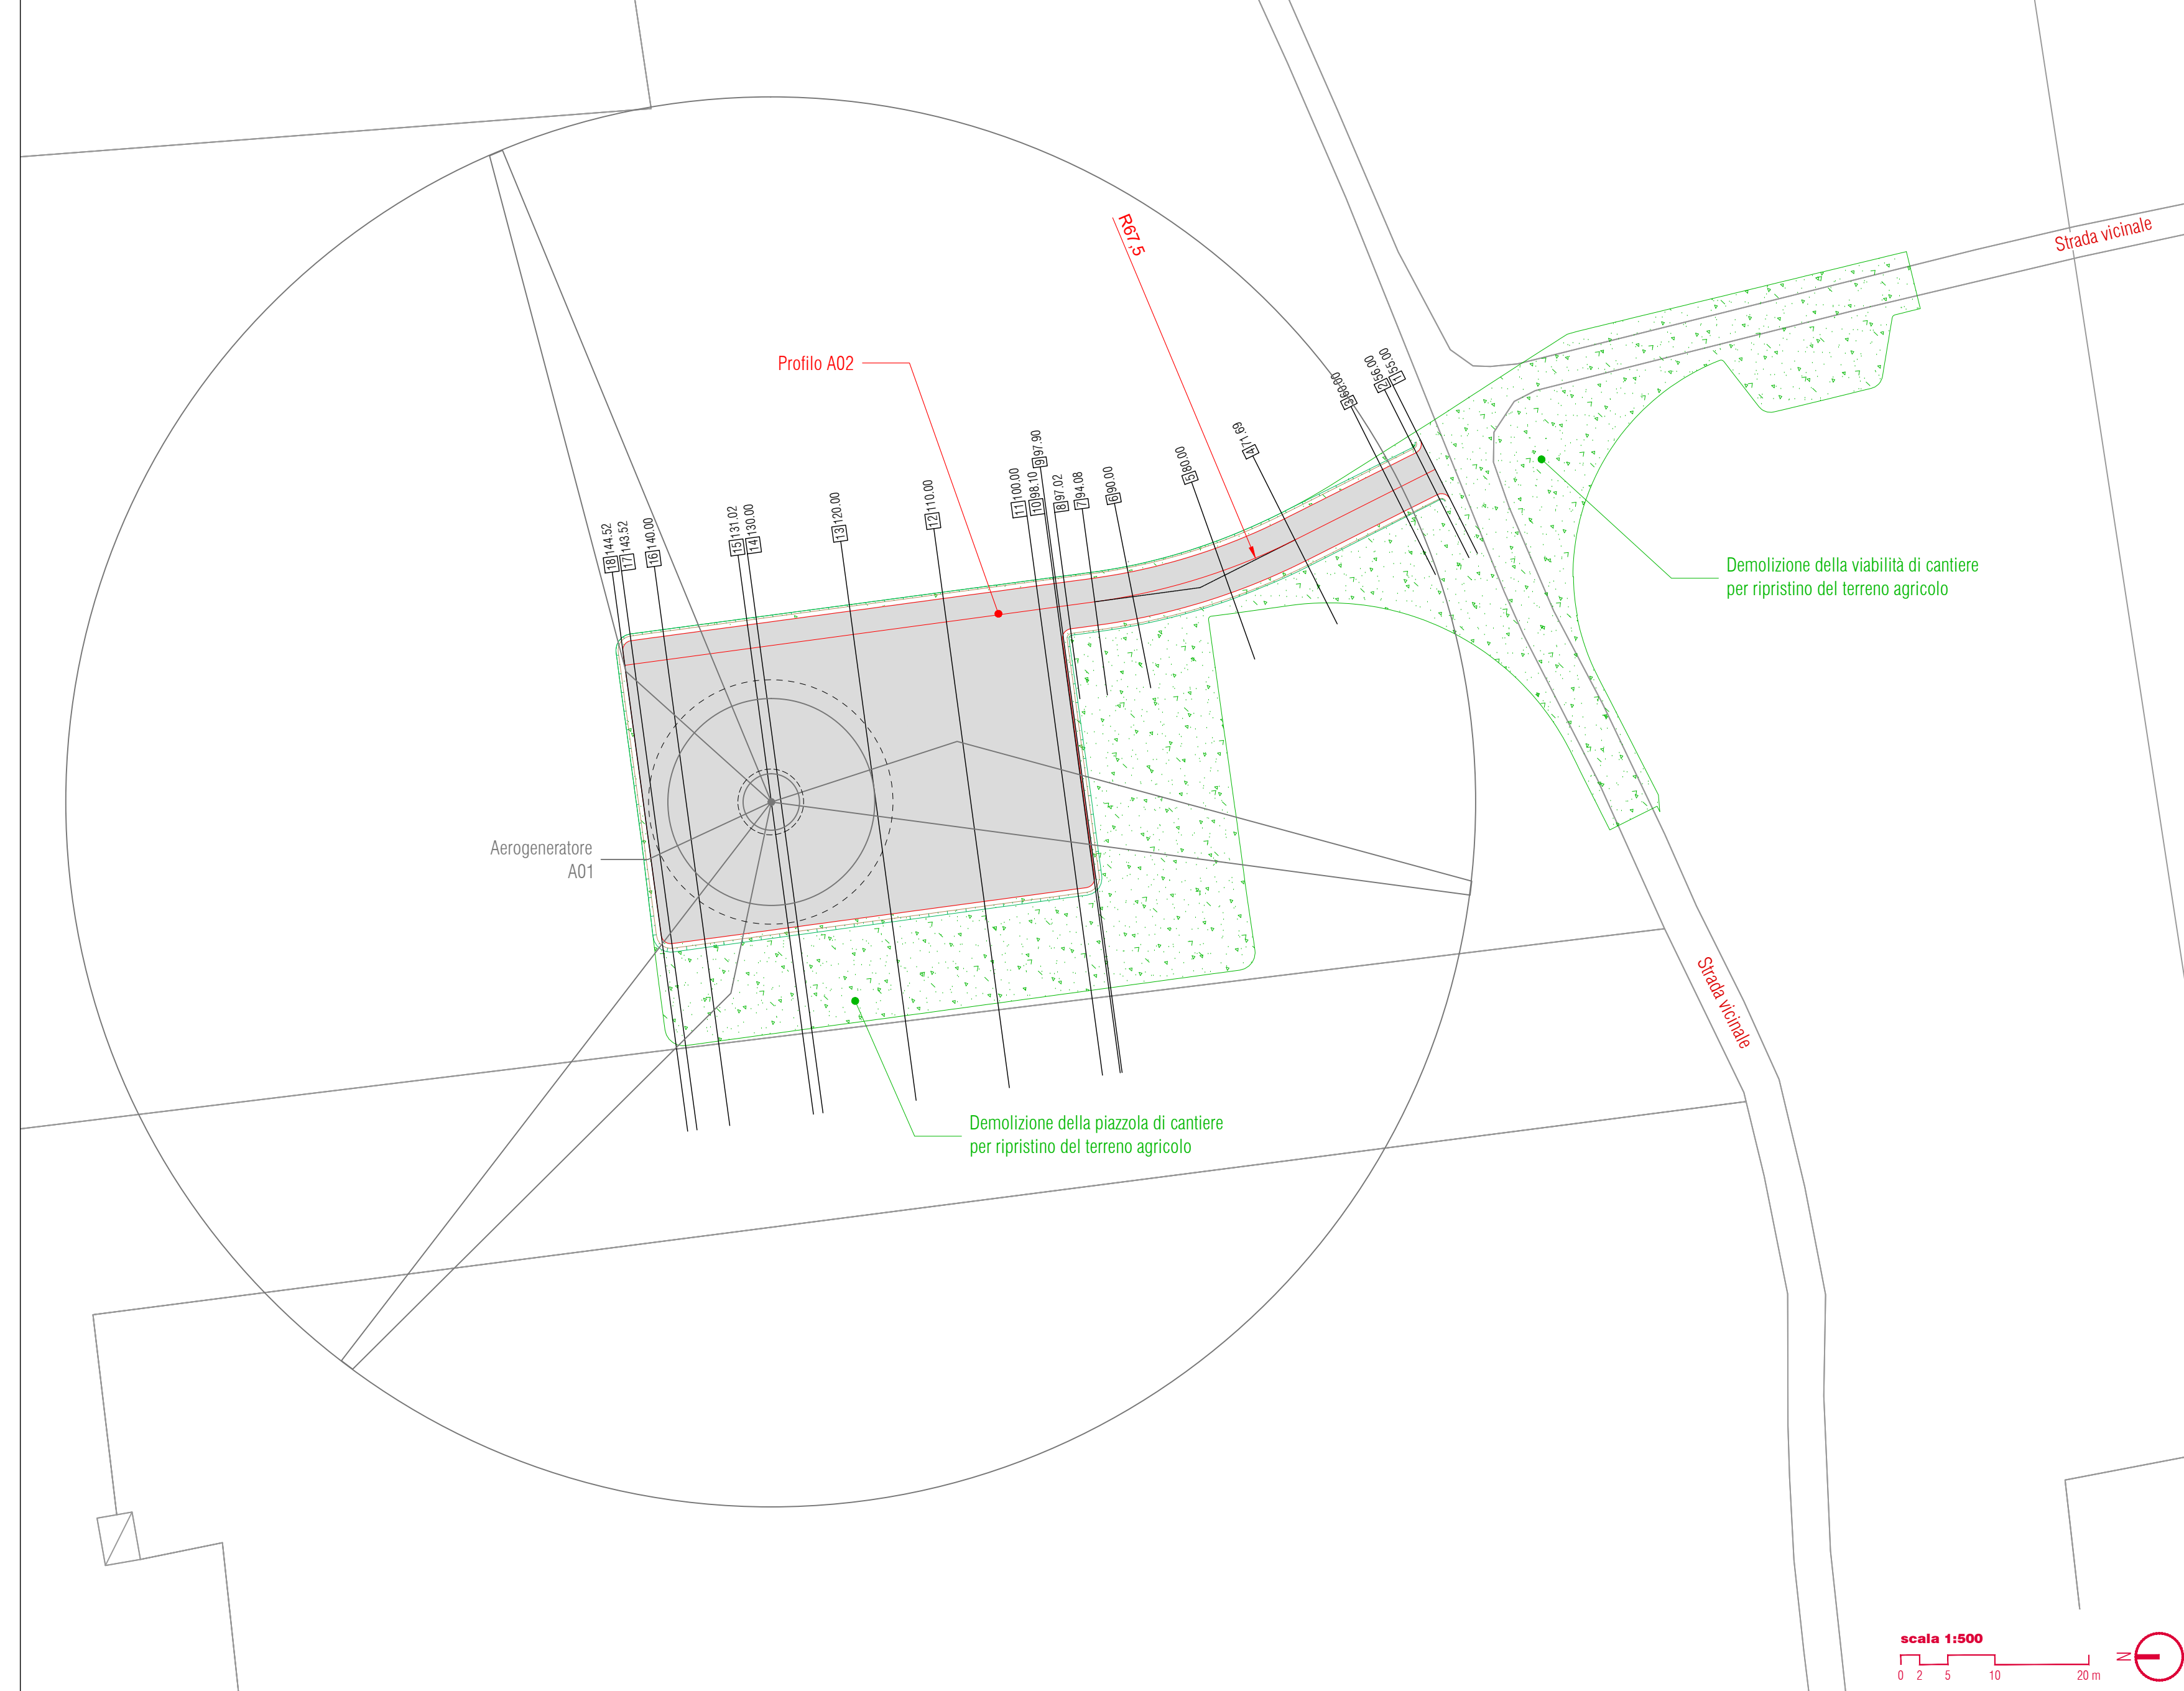 Strada vicinale
R67,5
Profilo A02
1 55.00
2 56.00
3 60.00
4 71.69
5 80.00
6 90.00
7 94.08
8 97.02
9 97.90
10 98.10
11 100.00
12 110.00
13 120.00
14 130.00
15 131.02
16 140.00
17 143.52
18 144.52
Demolizione della viabilità di cantiere
per ripristino del terreno agricolo
Aerogeneratore
A01
Strada vicinale
Demolizione della piazzola di cantiere
per ripristino del terreno agricolo
scala 1:500
0 2 5 10 20 m
N